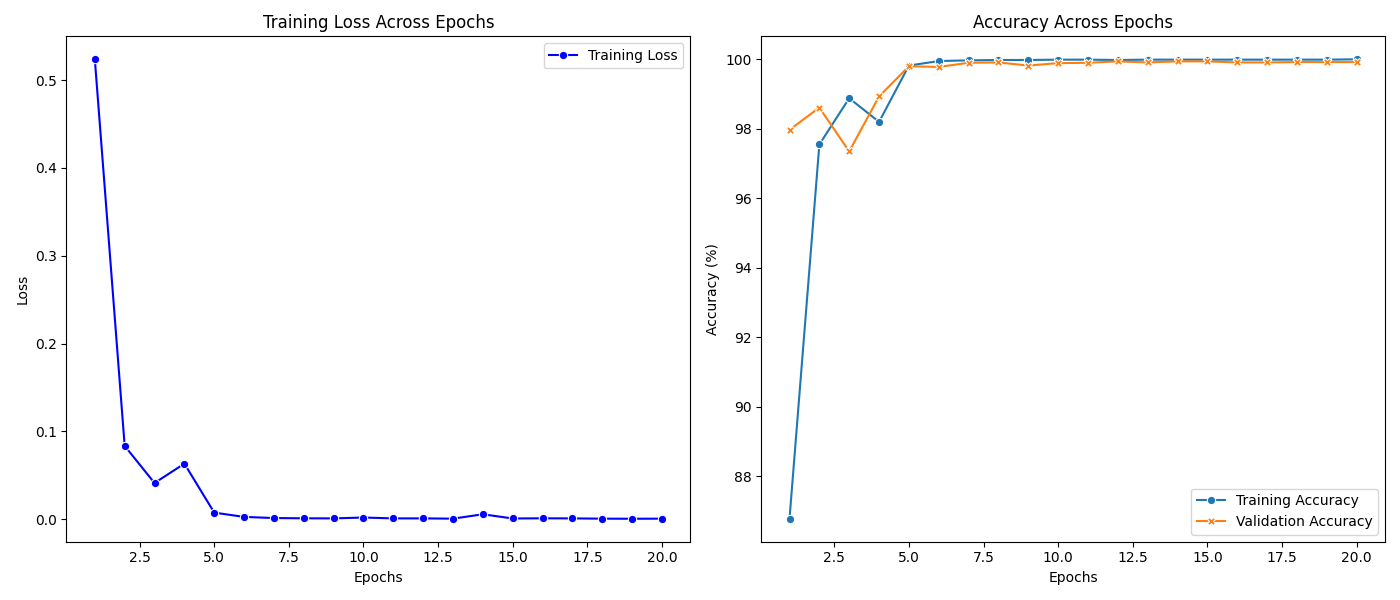 Training Loss Across Epochs
Training Loss
0.5
0.4
0.3
0.2
0.1
0.0
Loss
2.5 5.0 7.5 10.0 12.5 15.0 17.5 20.0
Epochs
Accuracy Across Epochs
100
98
96
94
92
90
88
Accuracy (%)
Training Accuracy
Validation Accuracy
2.5 5.0 7.5 10.0 12.5 15.0 17.5 20.0
Epochs